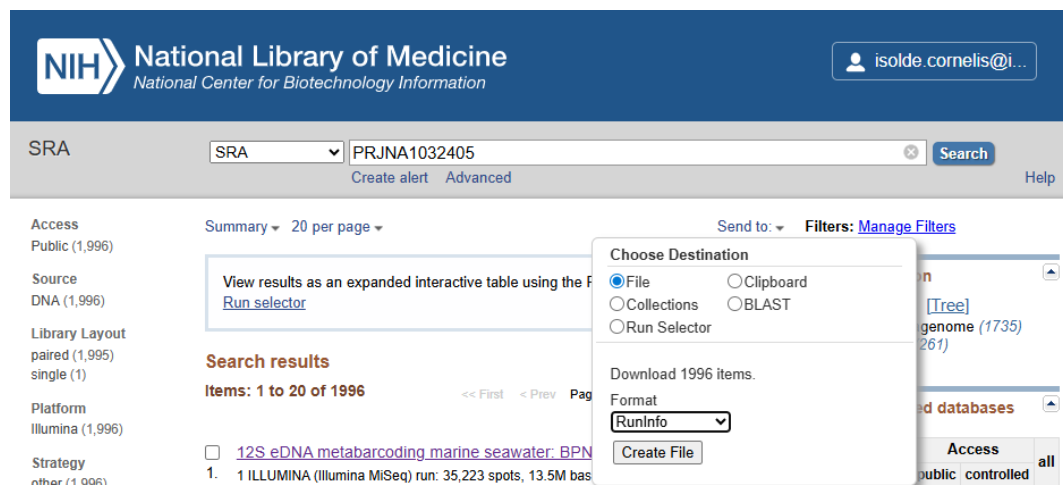 NIH National Library of Medicine
National Center for Biotechnology Information
isolde.cornelis@i...
SRA
SRA PRJNA1032405 Search
Create alert Advanced
Help
Access
Public (1,996)
Source
DNA (1,996)
Library Layout
paired (1,995)
single (1)
Platform
Illumina (1,996)
Strategy
other (1,996)
Summary 20 per page
Send to: Filters: Manage Filters
View results as an expanded interactive table using the
Run selector
Search results
Items: 1 to 20 of 1996
<< First < Prev Pag
12S eDNA metabarcoding marine seawater: BPN
1. 1 ILLUMINA (Illumina MiSeq) run: 35,223 spots, 13.5M bas
Choose Destination
File Clipboard
Collections BLAST
Run Selector
Download 1996 items.
Format
RunInfo
Create File
[Tree]
genome (1735)
261)
ed databases
Access
public controlled all